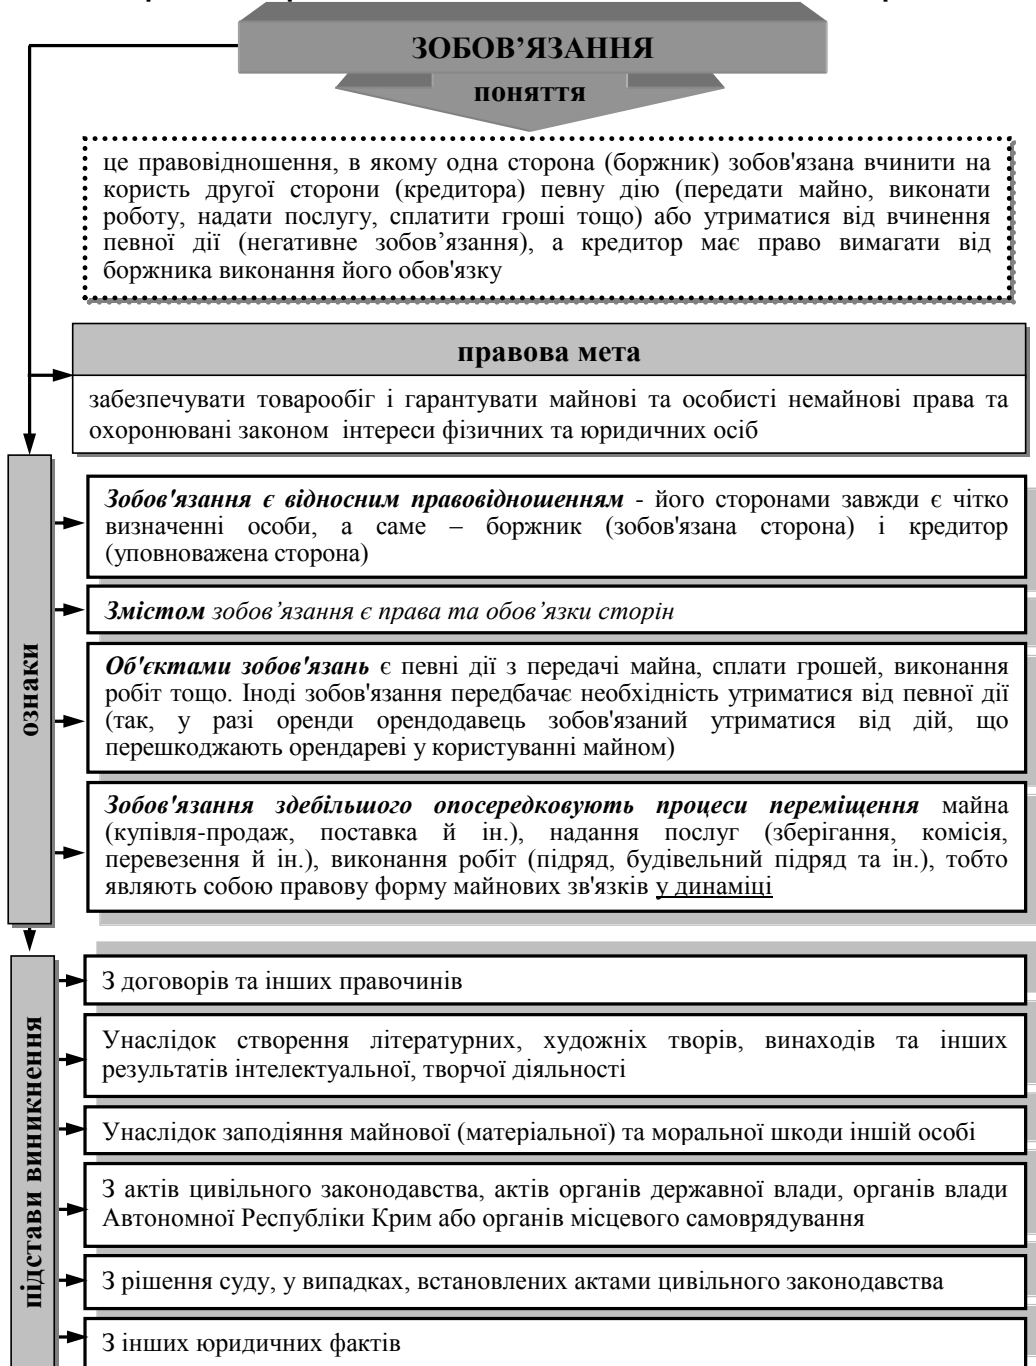 ЗОБОВ’ЯЗАННЯ
поняття
це правовідношення, в якому одна сторона (боржник) зобов'язана вчинити на
користь другої сторони (кредитора) певну дію (передати майно, виконати
роботу, надати послугу, сплатити гроші тощо) або утриматися від вчинення
певної дії (негативне зобов’язання), а кредитор має право вимагати від
боржника виконання його обов'язку
правова мета
забезпечувати товарообіг і гарантувати майнові та особисті немайнові права та
охоронювані законом інтереси фізичних та юридичних осіб
ознаки
Зобов'язання є відносним правовідношенням - його сторонами завжди є чітко
визначенні особи, а саме – боржник (зобов'язана сторона) і кредитор
(уповноважена сторона)
Змістом зобов’язання є права та обов’язки сторін
Об'єктами зобов'язань є певні дії з передачі майна, сплати грошей, виконання
робіт тощо. Іноді зобов'язання передбачає необхідність утриматися від певної дії
(так, у разі оренди орендодавець зобов'язаний утриматися від дій, що
перешкоджають орендареві у користуванні майном)
Зобов'язання здебільшого опосередковують процеси переміщення майна
(купівля-продаж, поставка й ін.), надання послуг (зберігання, комісія,
перевезення й ін.), виконання робіт (підряд, будівельний підряд та ін.), тобто
являють собою правову форму майнових зв'язків у динаміці
підстави виникнення
З договорів та інших правочинів
Унаслідок створення літературних, художніх творів, винаходів та інших
результатів інтелектуальної, творчої діяльності
Унаслідок заподіяння майнової (матеріальної) та моральної шкоди іншій особі
З актів цивільного законодавства, актів органів державної влади, органів влади
Автономної Республіки Крим або органів місцевого самоврядування
З рішення суду, у випадках, встановлених актами цивільного законодавства
З інших юридичних фактів